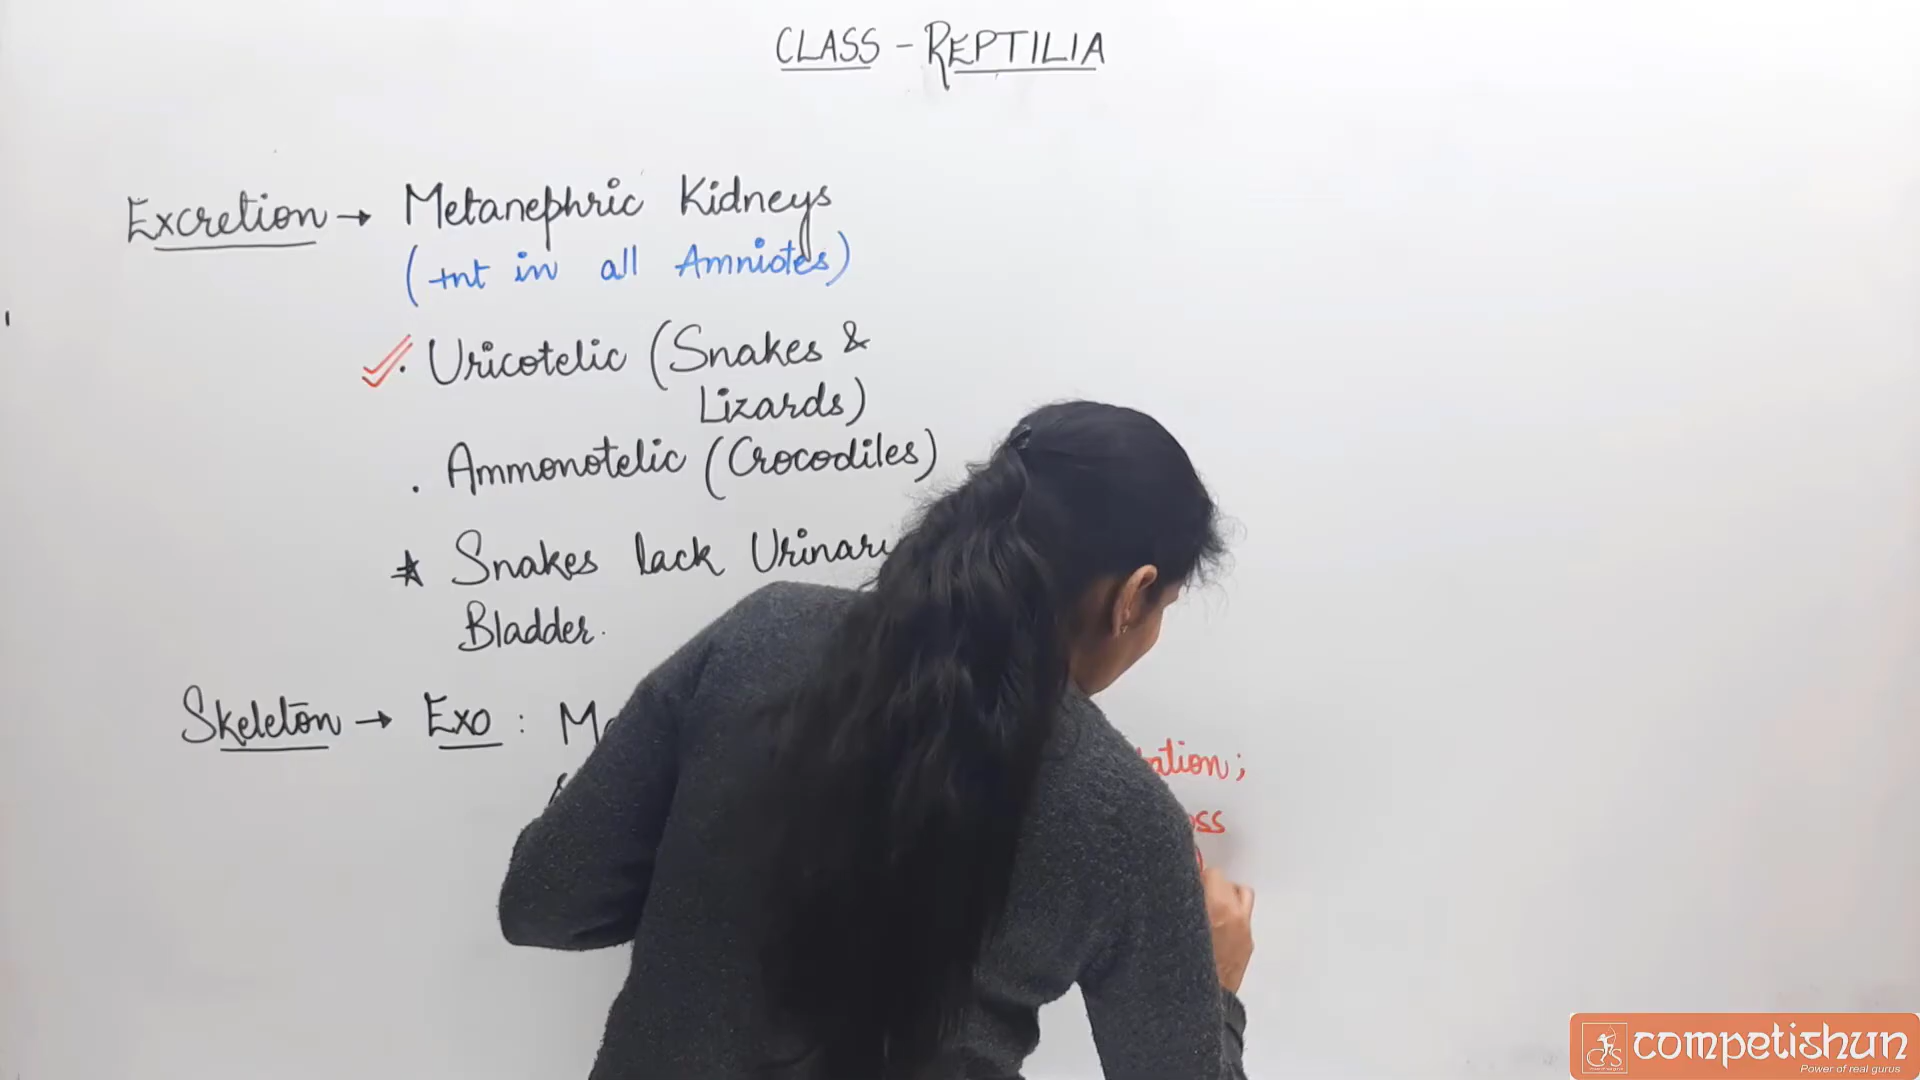 CLASS - REPTILIA
Excretion → Metanephric Kidneys
(+nt in all Amniotes)
✓. Uricotelic (Snakes &
Lizards)
. Ammonotelic (Crocodiles)
★ Snakes lack
Bladder.
Skeleton → Exo :
competishun
Power of real gurus